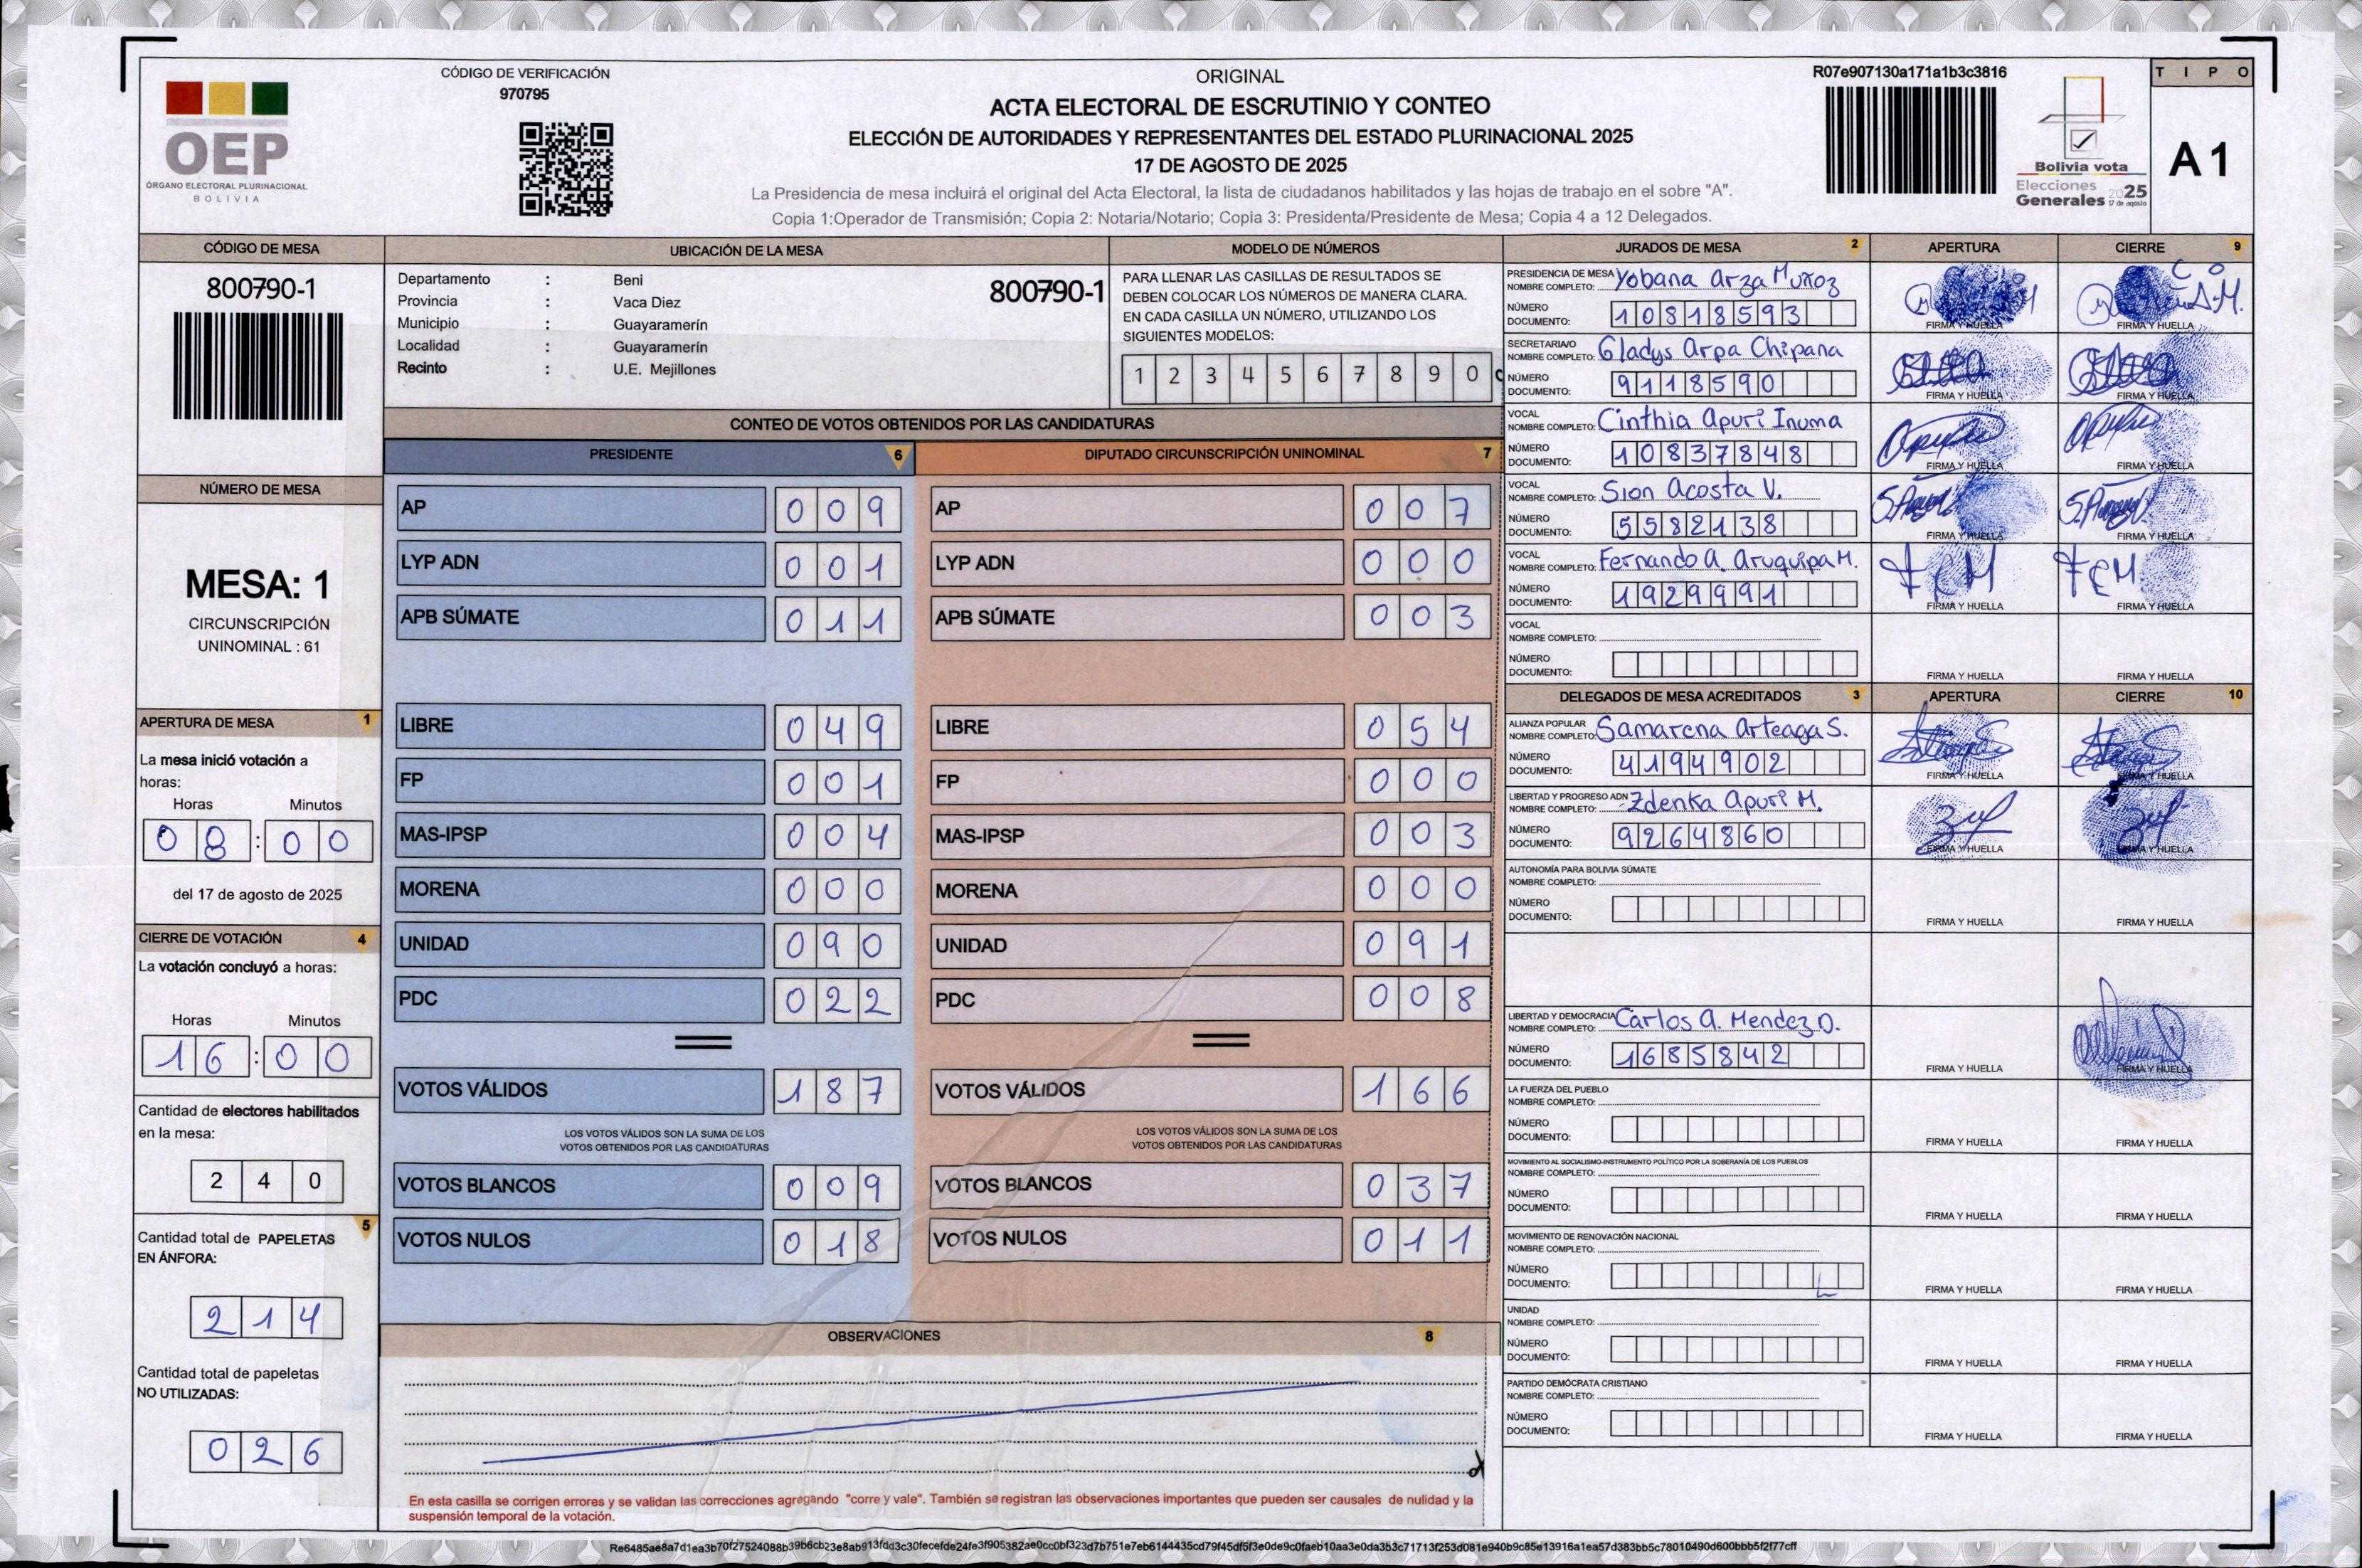 CÓDIGO DE VERIFICACIÓN
970795
OEP
ÓRGANO ELECTORAL PLURINACIONAL
BOLIVIA
ORIGINAL
ACTA ELECTORAL DE ESCRUTINIO Y CONTEO
ELECCIÓN DE AUTORIDADES Y REPRESENTANTES DEL ESTADO PLURINACIONAL 2025
17 DE AGOSTO DE 2025
La Presidencia de mesa incluirá el original del Acta Electoral, la lista de ciudadanos habilitados y las hojas de trabajo en el sobre "A".
Copia 1:Operador de Transmisión; Copia 2: Notaria/Notario; Copia 3: Presidenta/Presidente de Mesa; Copia 4 a 12 Delegados.
R07e907130a171a1b3c3816
Bolivia vota
Elecciones 2025
Generales 17 de agosto
TIPO
A 1
CÓDIGO DE MESA
800790-1
NÚMERO DE MESA
MESA: 1
CIRCUNSCRIPCIÓN
UNINOMINAL : 61
APERTURA DE MESA 1
La mesa inició votación a
horas:
Horas Minutos
08 : 00
del 17 de agosto de 2025
CIERRE DE VOTACIÓN 4
La votación concluyó a horas:
Horas Minutos
16 : 00
Cantidad de electores habilitados
en la mesa:
240
5
Cantidad total de PAPELETAS
EN ÁNFORA:
214
Cantidad total de papeletas
NO UTILIZADAS:
026
UBICACIÓN DE LA MESA
Departamento : Beni
800790-1
Provincia : Vaca Diez
Municipio : Guayaramerín
Localidad : Guayaramerín
Recinto : U.E. Mejillones
MODELO DE NÚMEROS
PARA LLENAR LAS CASILLAS DE RESULTADOS SE
DEBEN COLOCAR LOS NÚMEROS DE MANERA CLARA.
EN CADA CASILLA UN NÚMERO, UTILIZANDO LOS
SIGUIENTES MODELOS:
1 2 3 4 5 6 7 8 9 0
CONTEO DE VOTOS OBTENIDOS POR LAS CANDIDATURAS
PRESIDENTE 6
AP 009
LYP ADN 001
APB SÚMATE 011
LIBRE 049
FP 001
MAS-IPSP 004
MORENA 000
UNIDAD 090
PDC 022
VOTOS VÁLIDOS 187
LOS VOTOS VÁLIDOS SON LA SUMA DE LOS
VOTOS OBTENIDOS POR LAS CANDIDATURAS
VOTOS BLANCOS 009
VOTOS NULOS 018
DIPUTADO CIRCUNSCRIPCIÓN UNINOMINAL 7
AP 007
LYP ADN 000
APB SÚMATE 003
LIBRE 054
FP 000
MAS-IPSP 003
MORENA 000
UNIDAD 091
PDC 008
VOTOS VÁLIDOS 166
LOS VOTOS VÁLIDOS SON LA SUMA DE LOS
VOTOS OBTENIDOS POR LAS CANDIDATURAS
VOTOS BLANCOS 037
VOTOS NULOS 011
OBSERVACIONES 8
En esta casilla se corrigen errores y se validan las correcciones agregando "corre y vale". También se registran las observaciones importantes que pueden ser causales de nulidad y la
suspensión temporal de la votación.
JURADOS DE MESA 2 APERTURA CIERRE 9
PRESIDENCIA DE MESA
NOMBRE COMPLETO: Yobana Arza Muñoz
NÚMERO
DOCUMENTO: 10818593
FIRMA Y HUELLA FIRMA Y HUELLA
SECRETARIA/O
NOMBRE COMPLETO: Gladys Arpa Chipana
NÚMERO
DOCUMENTO: 9118590
FIRMA Y HUELLA FIRMA Y HUELLA
VOCAL
NOMBRE COMPLETO: Cinthia Apuri Inuma
NÚMERO
DOCUMENTO: 10837848
FIRMA Y HUELLA FIRMA Y HUELLA
VOCAL
NOMBRE COMPLETO: Sion Acosta V.
NÚMERO
DOCUMENTO: 5582138
FIRMA Y HUELLA FIRMA Y HUELLA
VOCAL
NOMBRE COMPLETO: Fernando A. Aruquipa M.
NÚMERO
DOCUMENTO: 1929991
FIRMA Y HUELLA FIRMA Y HUELLA
VOCAL
NOMBRE COMPLETO:
NÚMERO
DOCUMENTO:
FIRMA Y HUELLA FIRMA Y HUELLA
DELEGADOS DE MESA ACREDITADOS 3 APERTURA CIERRE 10
ALIANZA POPULAR
NOMBRE COMPLETO: Samarena Arteaga S.
NÚMERO
DOCUMENTO: 4194902
FIRMA Y HUELLA FIRMA Y HUELLA
LIBERTAD Y PROGRESO ADN
NOMBRE COMPLETO: Zdenka Apuri M.
NÚMERO
DOCUMENTO: 9264860
FIRMA Y HUELLA FIRMA Y HUELLA
AUTONOMÍA PARA BOLIVIA SÚMATE
NOMBRE COMPLETO:
NÚMERO
DOCUMENTO:
FIRMA Y HUELLA FIRMA Y HUELLA
LIBERTAD Y DEMOCRACIA
NOMBRE COMPLETO: Carlos A. Mendez D.
NÚMERO
DOCUMENTO: 1685842
FIRMA Y HUELLA FIRMA Y HUELLA
LA FUERZA DEL PUEBLO
NOMBRE COMPLETO:
NÚMERO
DOCUMENTO:
FIRMA Y HUELLA FIRMA Y HUELLA
MOVIMIENTO AL SOCIALISMO-INSTRUMENTO POLÍTICO POR LA SOBERANÍA DE LOS PUEBLOS
NOMBRE COMPLETO:
NÚMERO
DOCUMENTO:
FIRMA Y HUELLA FIRMA Y HUELLA
MOVIMIENTO DE RENOVACIÓN NACIONAL
NOMBRE COMPLETO:
NÚMERO
DOCUMENTO:
FIRMA Y HUELLA FIRMA Y HUELLA
UNIDAD
NOMBRE COMPLETO:
NÚMERO
DOCUMENTO:
FIRMA Y HUELLA FIRMA Y HUELLA
PARTIDO DEMÓCRATA CRISTIANO
NOMBRE COMPLETO:
NÚMERO
DOCUMENTO:
FIRMA Y HUELLA FIRMA Y HUELLA